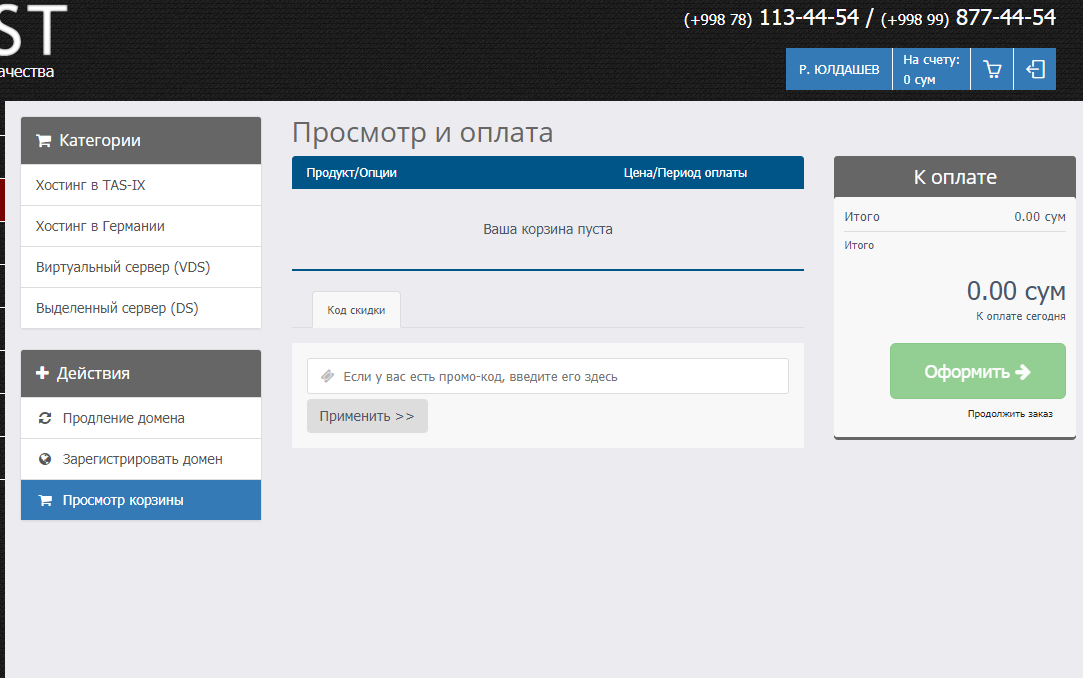 ST
ачества
(+998 78) 113-44-54 / (+998 99) 877-44-54
Р. ЮЛДАШЕВ
На счету:
0 сум
Категории
Хостинг в TAS-IX
Хостинг в Германии
Виртуальный сервер (VDS)
Выделенный сервер (DS)
Действия
Продление домена
Зарегистрировать домен
Просмотр корзины
Просмотр и оплата
Продукт/Опции Цена/Период оплаты
Ваша корзина пуста
Код скидки
Если у вас есть промо-код, введите его здесь
Применить >>
К оплате
Итого 0.00 сум
Итого
0.00 сум
К оплате сегодня
Оформить
Продолжить заказ